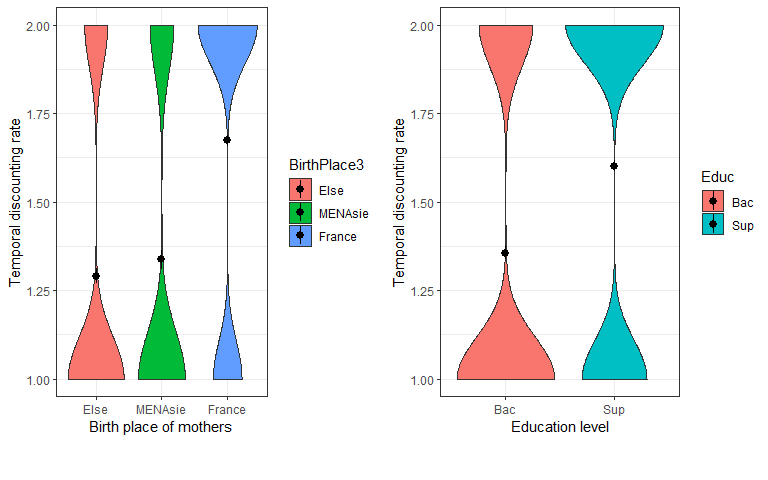 Temporal discounting rate
2.00
1.75
1.50
1.25
1.00
Else MENAsie France
Birth place of mothers
BirthPlace3
Else
MENAsie
France
Temporal discounting rate
2.00
1.75
1.50
1.25
1.00
Bac Sup
Education level
Educ
Bac
Sup